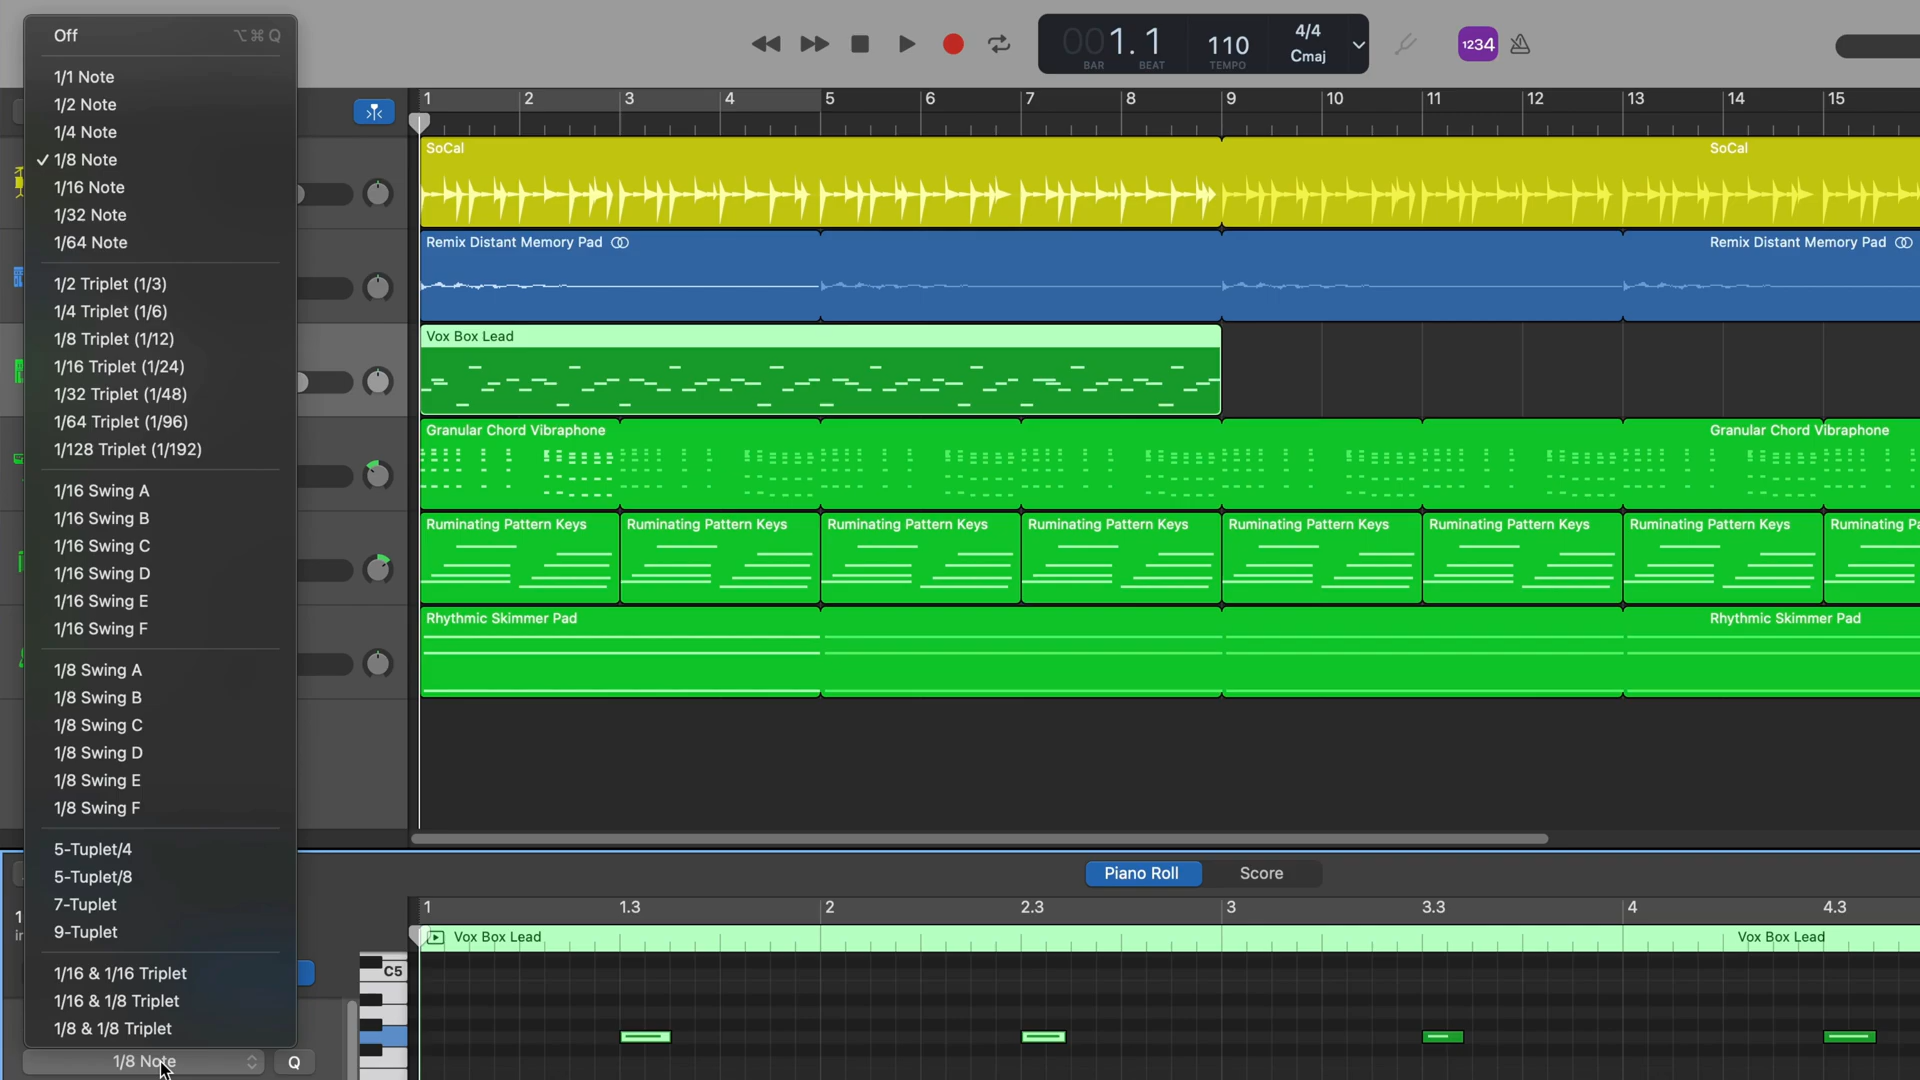 Off ⌥⌘Q
1/1 Note
1/2 Note
1/4 Note
✓ 1/8 Note
1/16 Note
1/32 Note
1/64 Note
1/2 Triplet (1/3)
1/4 Triplet (1/6)
1/8 Triplet (1/12)
1/16 Triplet (1/24)
1/32 Triplet (1/48)
1/64 Triplet (1/96)
1/128 Triplet (1/192)
1/16 Swing A
1/16 Swing B
1/16 Swing C
1/16 Swing D
1/16 Swing E
1/16 Swing F
1/8 Swing A
1/8 Swing B
1/8 Swing C
1/8 Swing D
1/8 Swing E
1/8 Swing F
5-Tuplet/4
5-Tuplet/8
7-Tuplet
9-Tuplet
1/16 & 1/16 Triplet
1/16 & 1/8 Triplet
1/8 & 1/8 Triplet
1/8 Note Q
001.1 110 4/4
Cmaj
BAR BEAT TEMPO
1234
1 2 3 4 5 6 7 8 9 10 11 12 13 14 15
SoCal SoCal
Remix Distant Memory Pad Remix Distant Memory Pad
Vox Box Lead
Granular Chord Vibraphone Granular Chord Vibraphone
Ruminating Pattern Keys Ruminating Pattern Keys Ruminating Pattern Keys Ruminating Pattern Keys Ruminating Pattern Keys Ruminating Pattern Keys Ruminating Pattern Keys Ruminating Pa
Rhythmic Skimmer Pad Rhythmic Skimmer Pad
Piano Roll Score
1 1.3 2 2.3 3 3.3 4 4.3
Vox Box Lead Vox Box Lead
C5